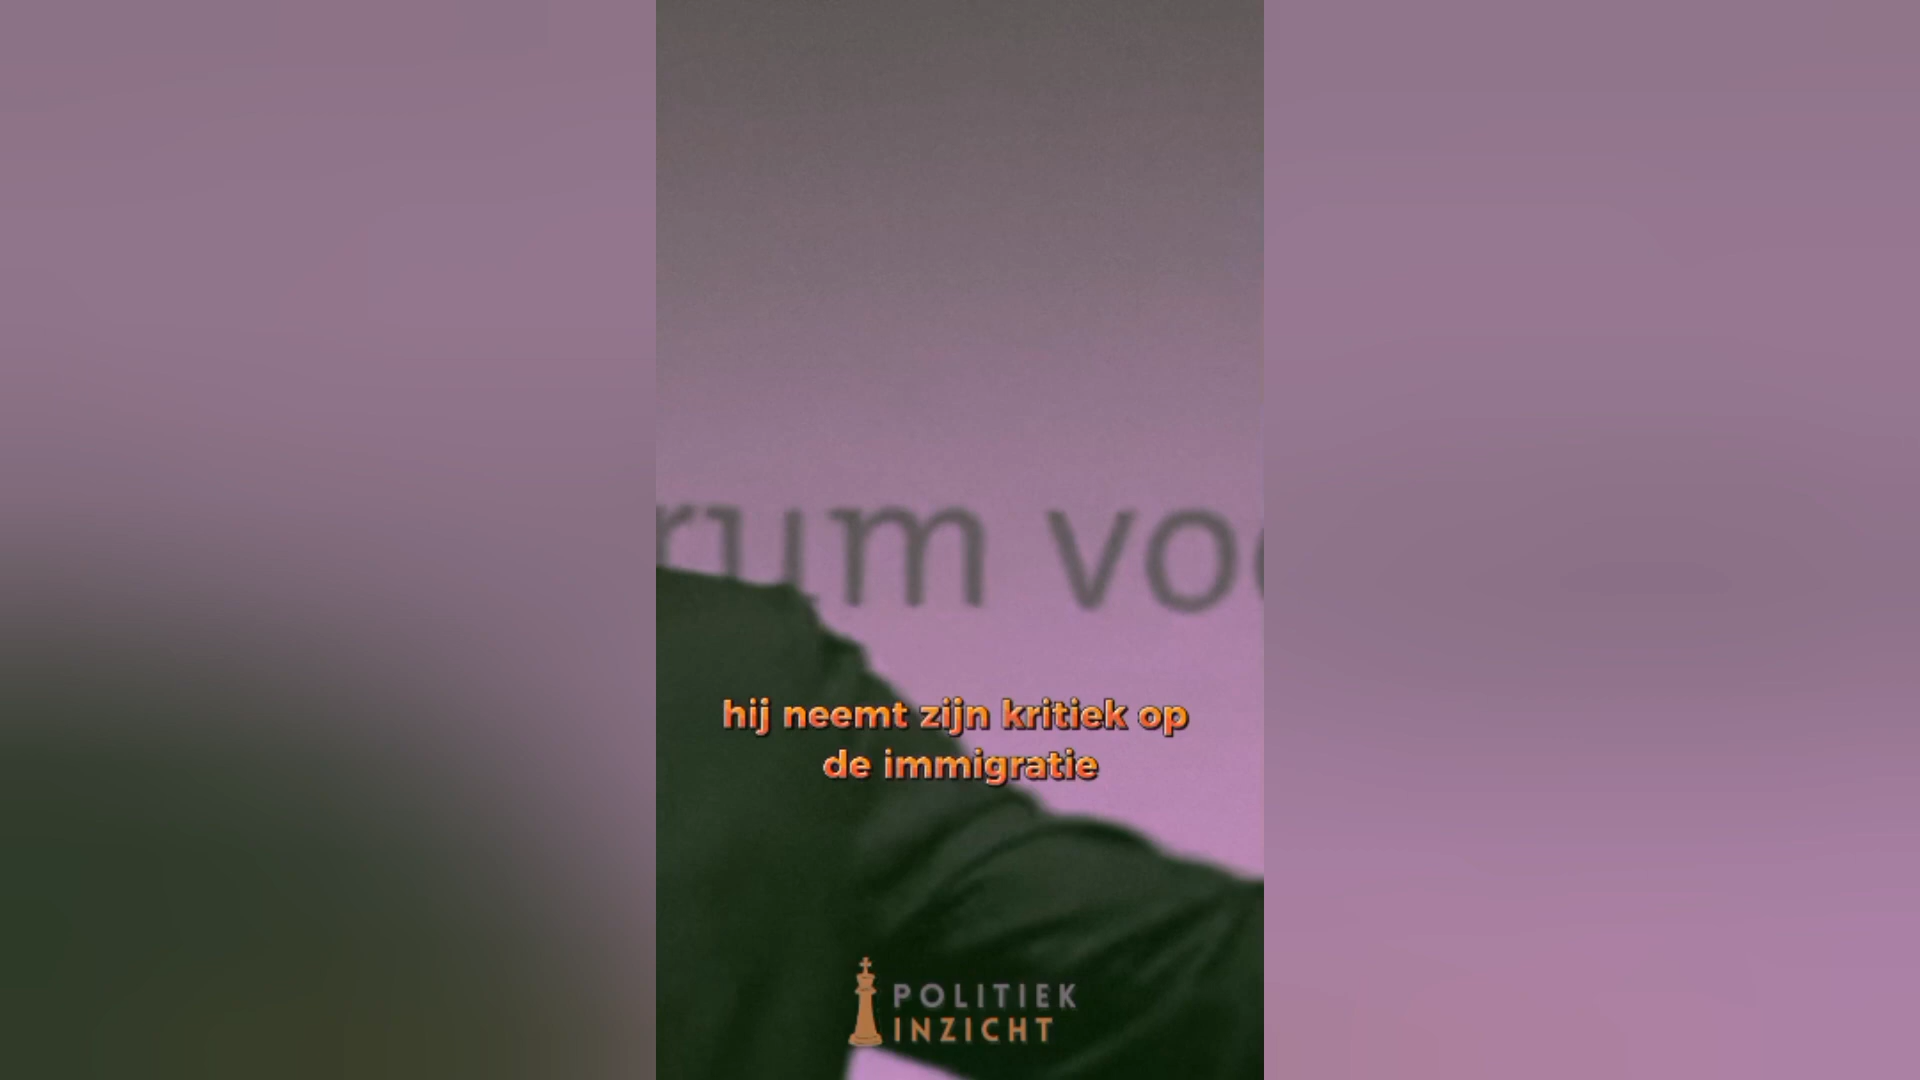 rum voo
hij neemt zijn kritiek op
de immigratie
POLITIEK
INZICHT